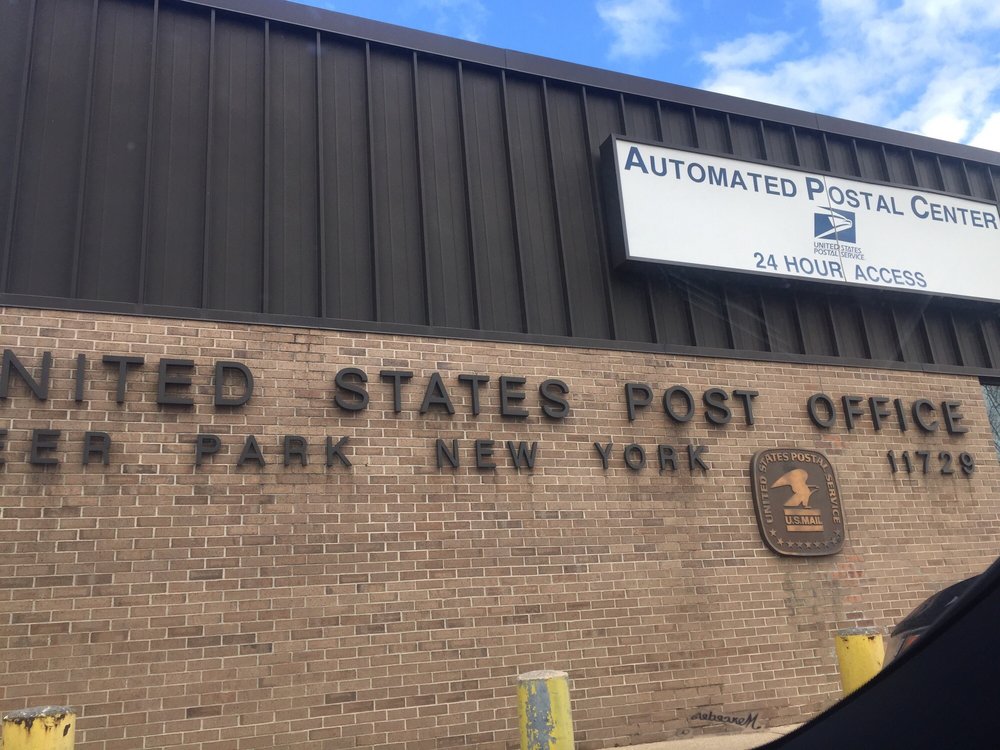 AUTOMATED POSTAL CENTER
UNITED STATES
POSTAL SERVICE
24 HOUR ACCESS
NITED STATES POST OFFICE
EER PARK NEW YORK 11729
UNITED STATES POSTAL SERVICE
U.S.MAIL